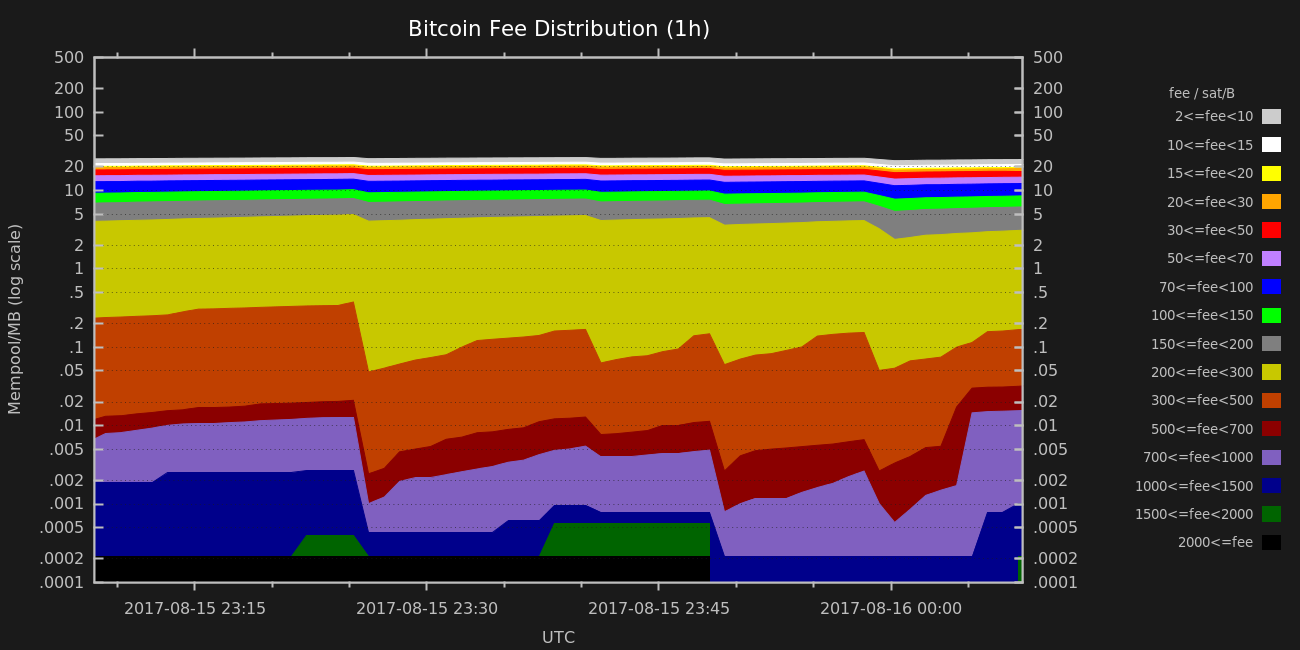 Bitcoin Fee Distribution (1h)
500
200
100
50
20
10
5
2
1
.5
.2
.1
.05
.02
.01
.005
.002
.001
.0005
.0002
.0001
Mempool/MB (log scale)
500
200
100
50
20
10
5
2
1
.5
.2
.1
.05
.02
.01
.005
.002
.001
.0005
.0002
.0001
2017-08-15 23:15
2017-08-15 23:30
2017-08-15 23:45
2017-08-16 00:00
UTC
fee / sat/B
2<=fee<10
10<=fee<15
15<=fee<20
20<=fee<30
30<=fee<50
50<=fee<70
70<=fee<100
100<=fee<150
150<=fee<200
200<=fee<300
300<=fee<500
500<=fee<700
700<=fee<1000
1000<=fee<1500
1500<=fee<2000
2000<=fee